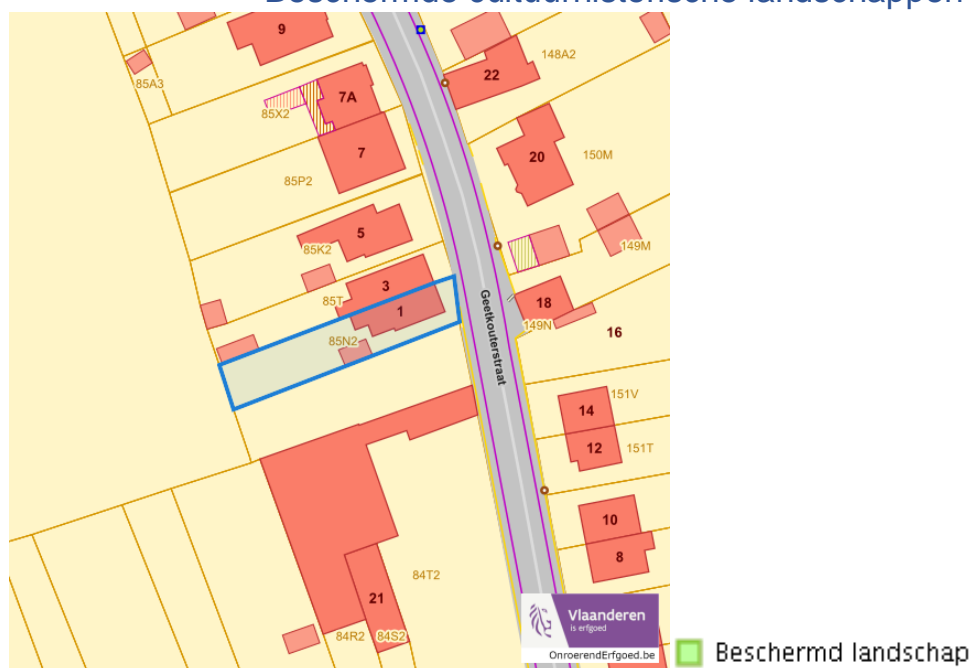 Beschermde cultuurhistorische landschappen
9
22
148A2
85A3
7A
85X2
7
20
150M
85P2
5
149M
85K2
3
85T
1
18
149N
Geetkouterstraat
16
85N2
151V
14
12
151T
10
8
84T2
21
84R2
84S2
Vlaanderen
is erfgoed
OnroerendErfgoed.be
Beschermd landschap